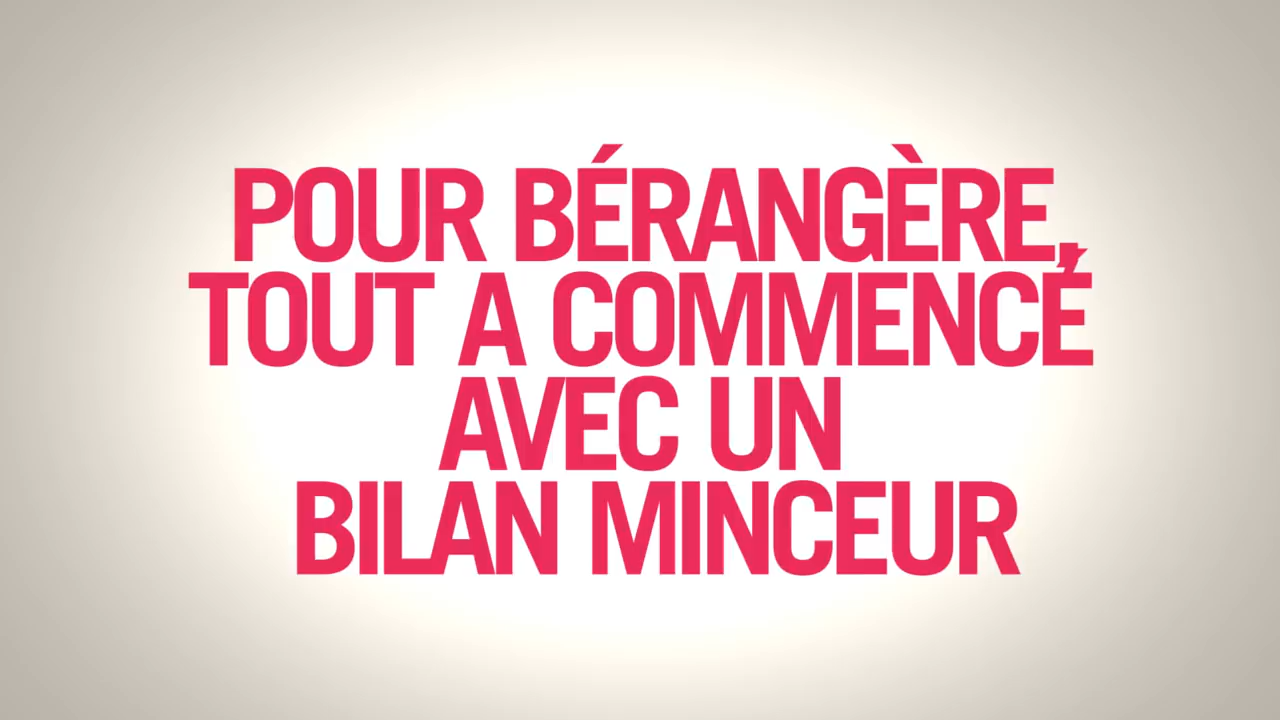 POUR BÉRANGÈRE,
TOUT A COMMENCÉ
AVEC UN
BILAN MINCEUR